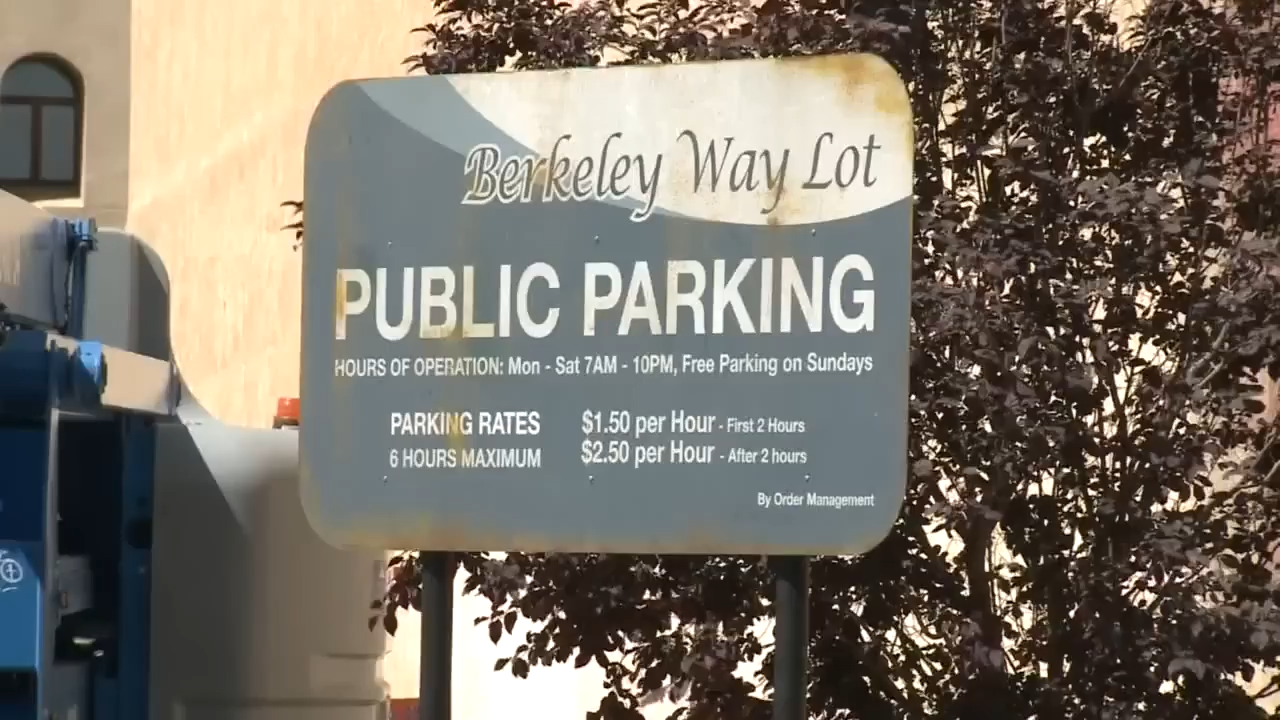 Berkeley Way Lot
PUBLIC PARKING
HOURS OF OPERATION: Mon - Sat 7AM - 10PM, Free Parking on Sundays
PARKING RATES $1.50 per Hour - First 2 Hours
6 HOURS MAXIMUM $2.50 per Hour - After 2 hours
By Order Management